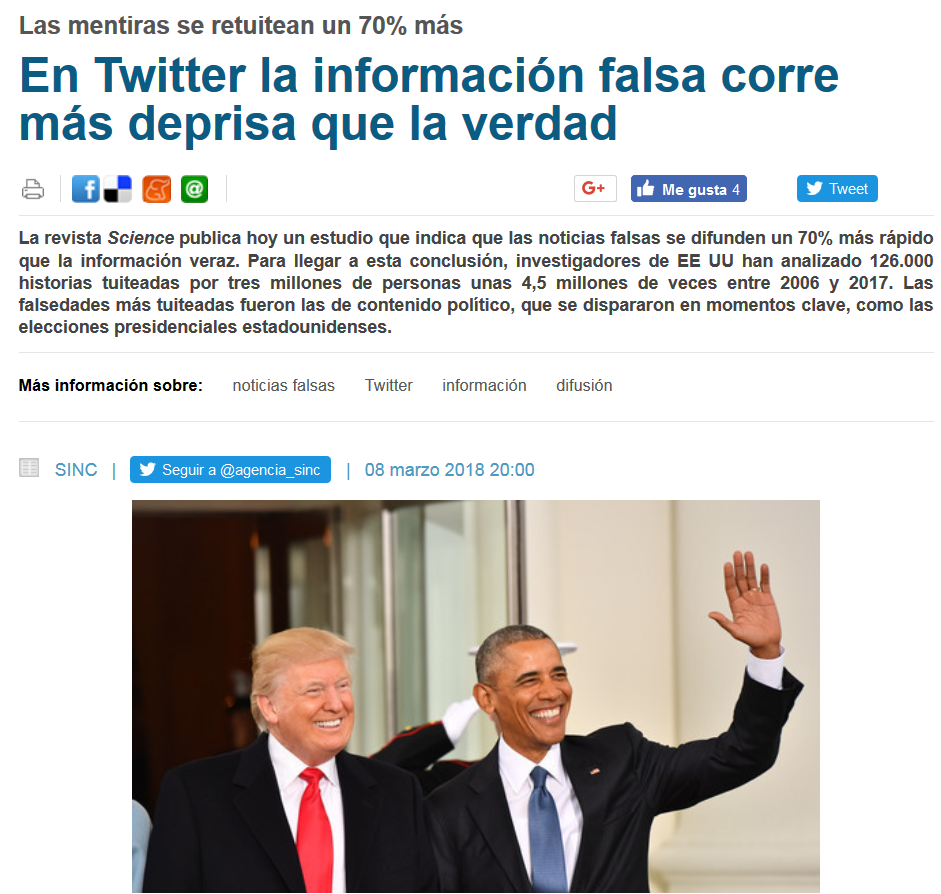 Las mentiras se retuitean un 70% más
En Twitter la información falsa corre
más deprisa que la verdad
f @ G+ Me gusta 4 Tweet
La revista Science publica hoy un estudio que indica que las noticias falsas se difunden un 70% más rápido
que la información veraz. Para llegar a esta conclusión, investigadores de EE UU han analizado 126.000
historias tuiteadas por tres millones de personas unas 4,5 millones de veces entre 2006 y 2017. Las
falsedades más tuiteadas fueron las de contenido político, que se dispararon en momentos clave, como las
elecciones presidenciales estadounidenses.
Más información sobre: noticias falsas Twitter información difusión
SINC | Seguir a @agencia_sinc | 08 marzo 2018 20:00